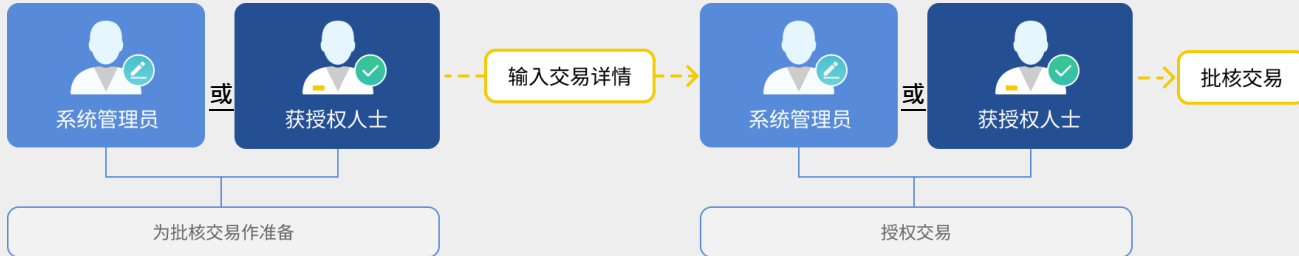 系统管理员
或
获授权人士
输入交易详情
系统管理员
或
获授权人士
批核交易
为批核交易作准备
授权交易